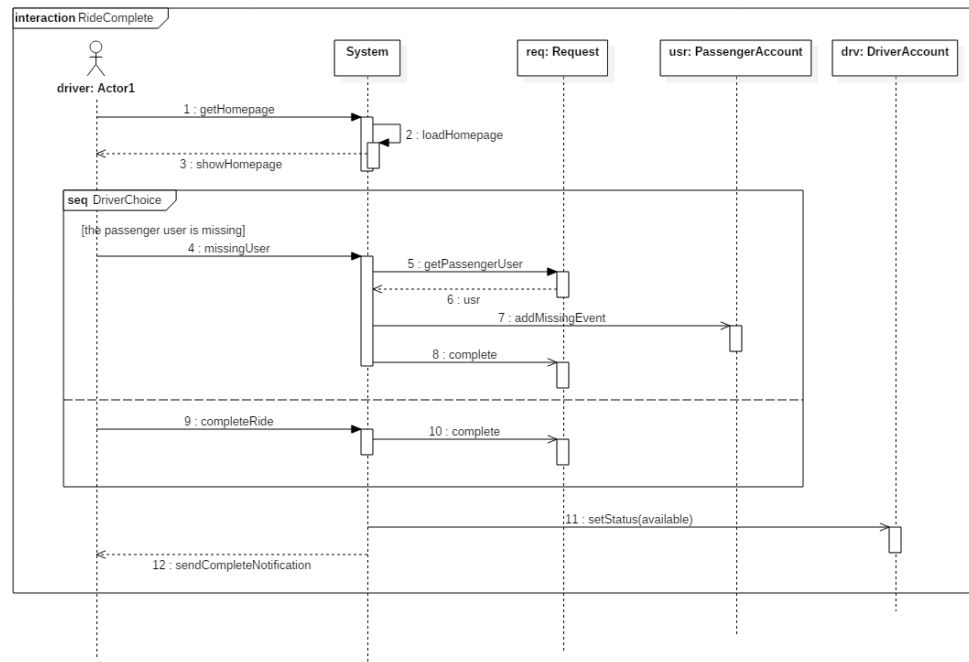 interaction RideComplete
System
req: Request
usr: PassengerAccount
drv: DriverAccount
driver: Actor1
1 : getHomepage
2 : loadHomepage
3 : showHomepage
seq DriverChoice
[the passenger user is missing]
4 : missingUser
5 : getPassengerUser
6 : usr
7 : addMissingEvent
8 : complete
9 : completeRide
10 : complete
11 : setStatus(available)
12 : sendCompleteNotification